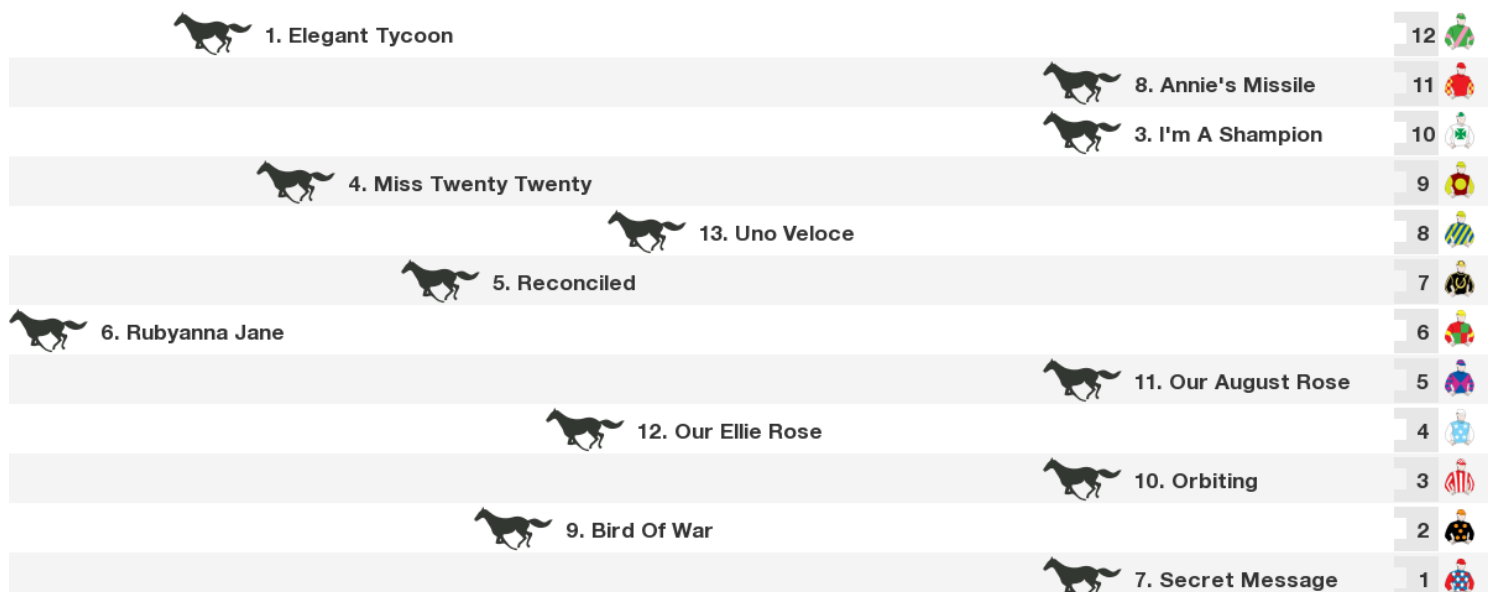 1. Elegant Tycoon 12
8. Annie's Missile 11
3. I'm A Shampion 10
4. Miss Twenty Twenty 9
13. Uno Veloce 8
5. Reconciled 7
6. Rubyanna Jane 6
11. Our August Rose 5
12. Our Ellie Rose 4
10. Orbiting 3
9. Bird Of War 2
7. Secret Message 1